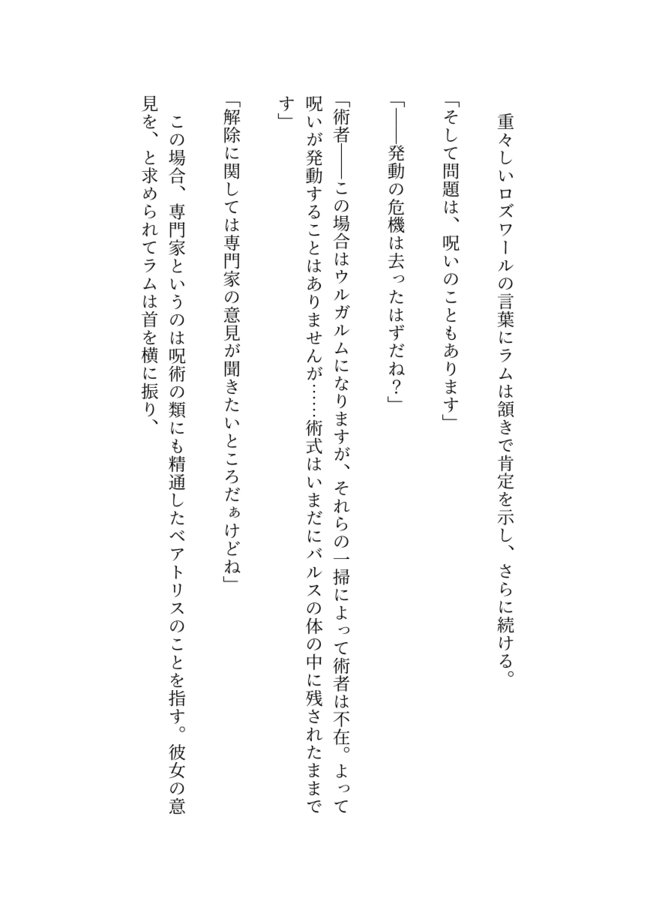 重々しいロズワールの言葉にラムは頷きで肯定を示し、さらに続ける。
「そして問題は、呪いのこともあります」
「――発動の危機は去ったはずだね？」
「術者――この場合はウルガルムになりますが、それらの一掃によって術者は不在。よって
呪いが発動することはありませんが……術式はいまだにバルスの体の中に残されたままで
す」
「解除に関しては専門家の意見が聞きたいところだぁけどね」
　この場合、専門家というのは呪術の類にも精通したベアトリスのことを指す。彼女の意
見を、と求められてラムは首を横に振り、